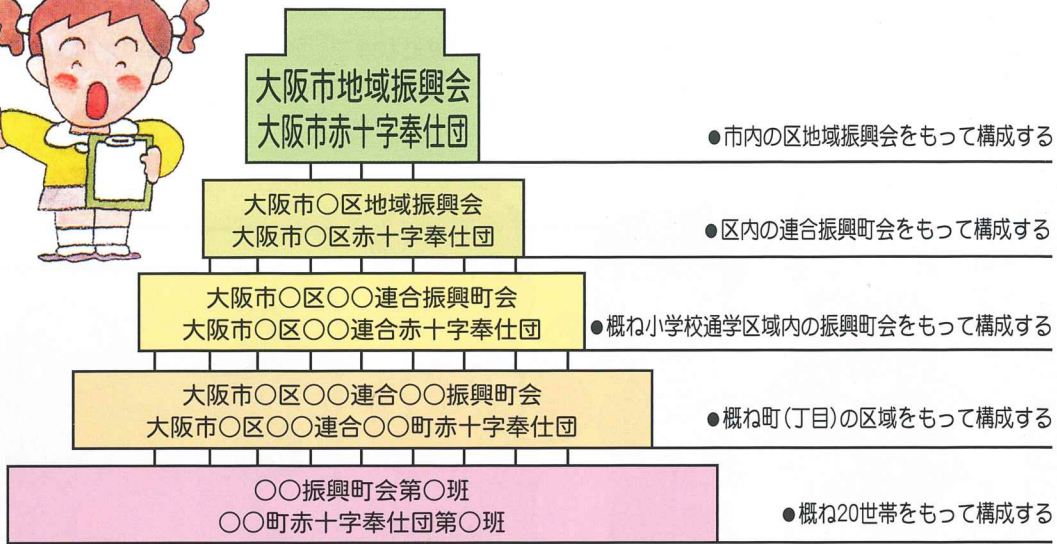 大阪市地域振興会
大阪市赤十字奉仕団
●市内の区地域振興会をもって構成する
大阪市○区地域振興会
大阪市○区赤十字奉仕団
●区内の連合振興町会をもって構成する
大阪市○区○○連合振興町会
大阪市○区○○連合赤十字奉仕団
●概ね小学校通学区域内の振興町会をもって構成する
大阪市○区○○連合○○振興町会
大阪市○区○○連合○○町赤十字奉仕団
●概ね町(丁目)の区域をもって構成する
○○振興町会第○班
○○町赤十字奉仕団第○班
●概ね20世帯をもって構成する